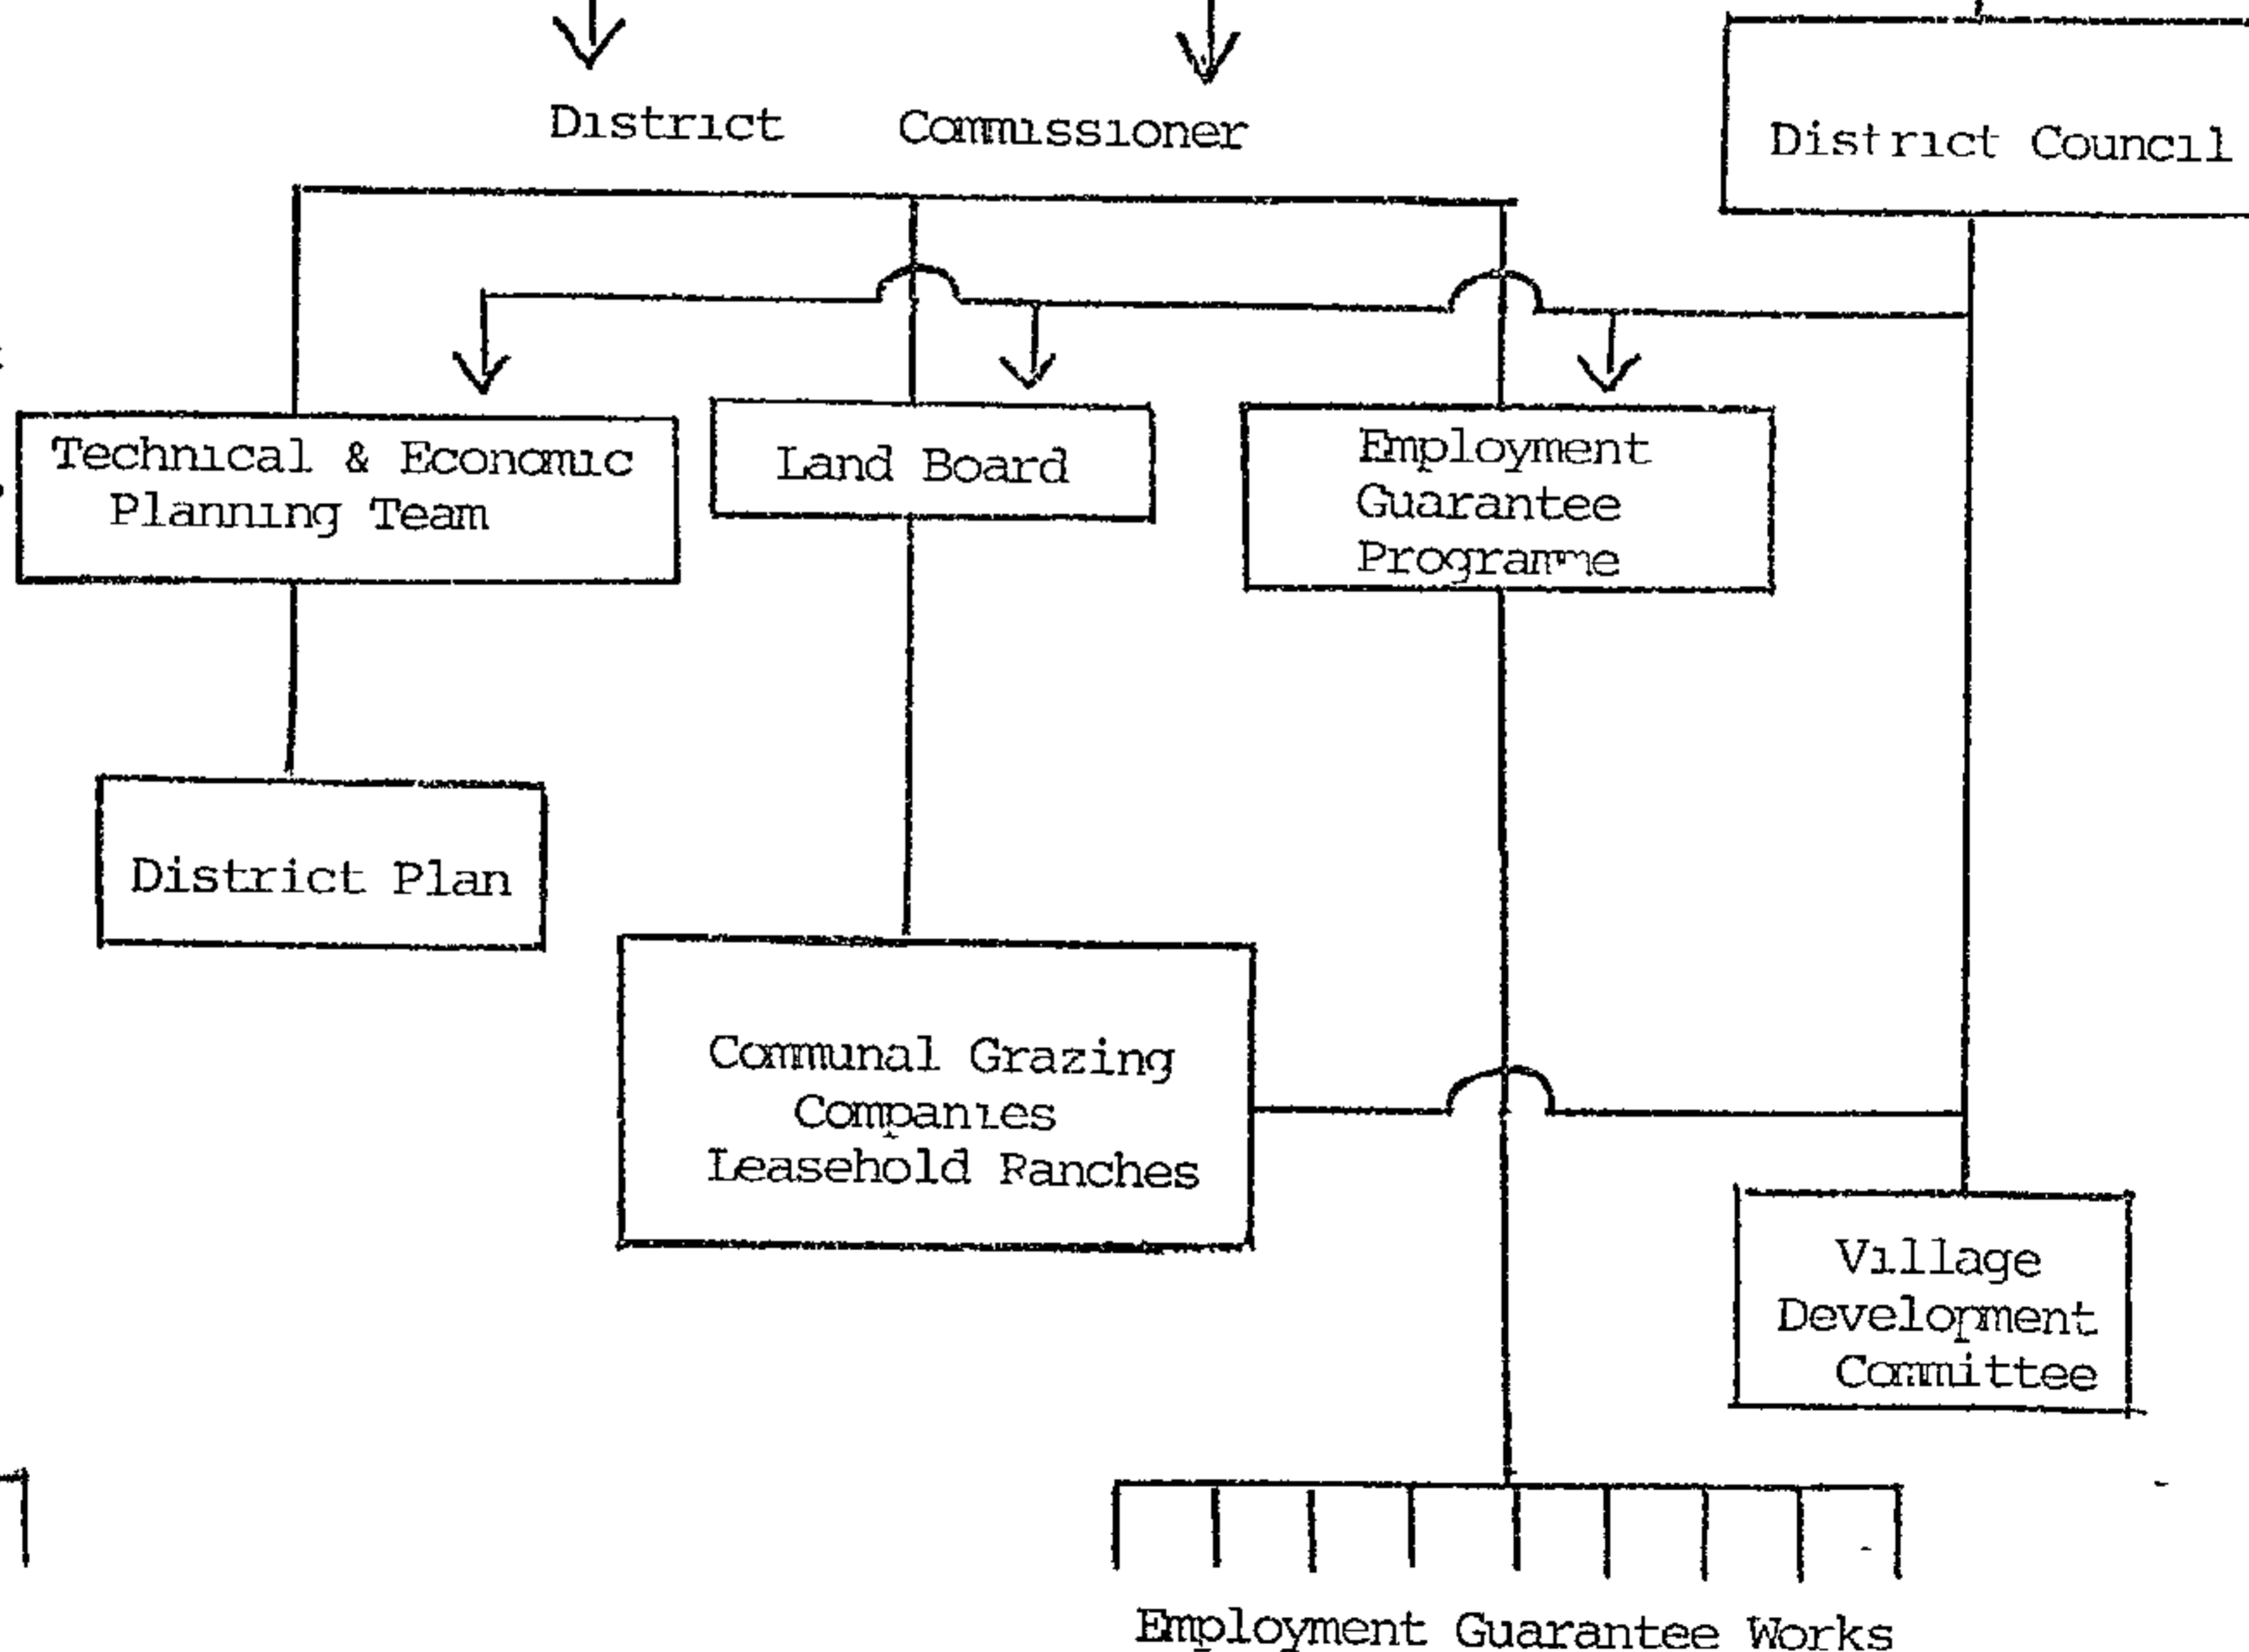 District Commissioner
District Council
Technical & Economic
Planning Team
Land Board
Employment
Guarantee
Programme
District Plan
Communal Grazing
Companies
Leasehold Ranches
Village
Development
Committee
Employment Guarantee Works